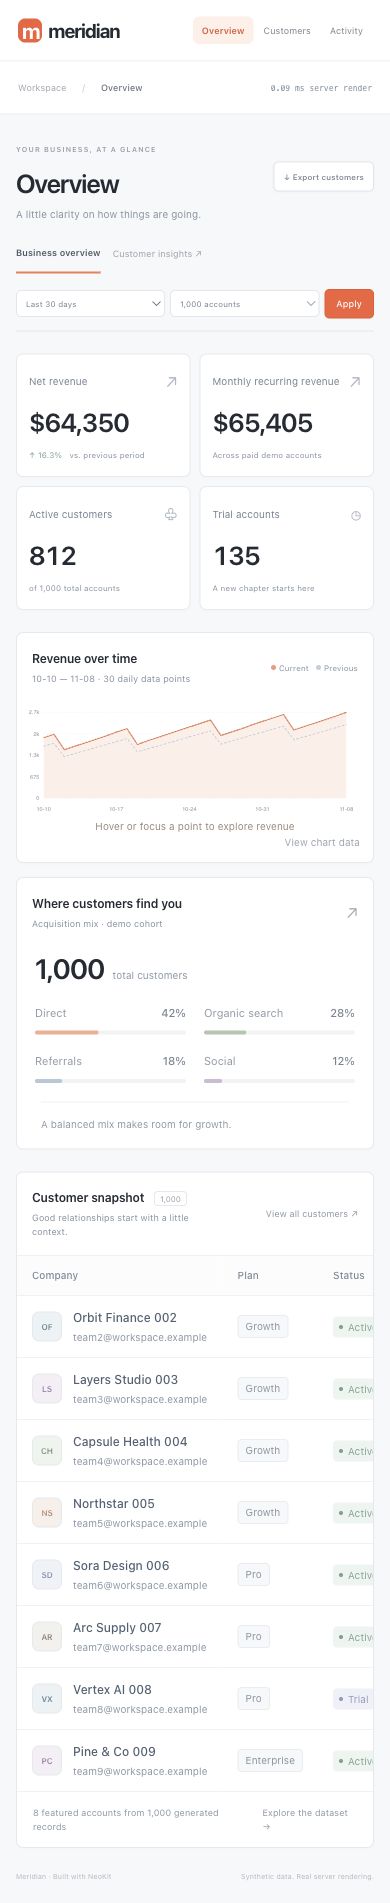 m meridian
Overview Customers Activity
Workspace / Overview 0.09 ms server render
YOUR BUSINESS, AT A GLANCE
Overview
↓ Export customers
A little clarity on how things are going.
Business overview Customer insights ↗
Last 30 days 1,000 accounts Apply
Net revenue ↗
$64,350
↑ 16.3% vs. previous period
Monthly recurring revenue ↗
$65,405
Across paid demo accounts
Active customers
812
of 1,000 total accounts
Trial accounts
135
A new chapter starts here
Revenue over time
10-10 — 11-08 · 30 daily data points
Current Previous
2.7k
2k
1.3k
675
0
10-10 10-17 10-24 10-31 11-08
Hover or focus a point to explore revenue
View chart data
Where customers find you
Acquisition mix · demo cohort
↗
1,000 total customers
Direct 42% Organic search 28%
Referrals 18% Social 12%
A balanced mix makes room for growth.
Customer snapshot 1,000
Good relationships start with a little
context.
View all customers ↗
Company Plan Status
OF Orbit Finance 002 Growth Active
team2@workspace.example
LS Layers Studio 003 Growth Active
team3@workspace.example
CH Capsule Health 004 Growth Active
team4@workspace.example
NS Northstar 005 Growth Active
team5@workspace.example
SD Sora Design 006 Pro Active
team6@workspace.example
AR Arc Supply 007 Pro Active
team7@workspace.example
VX Vertex AI 008 Pro Trial
team8@workspace.example
PC Pine & Co 009 Enterprise Active
team9@workspace.example
8 featured accounts from 1,000 generated
records
Explore the dataset
→
Meridian · Built with NeoKit Synthetic data. Real server rendering.